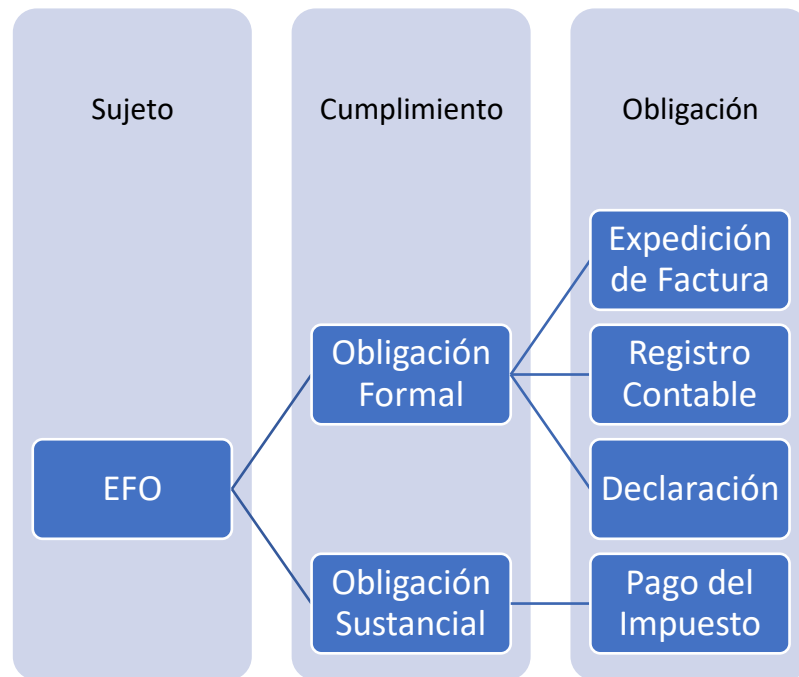 Sujeto
Cumplimiento
Obligación
EFO
Obligación
Formal
Expedición
de Factura
Registro
Contable
Declaración
Obligación
Sustancial
Pago del
Impuesto